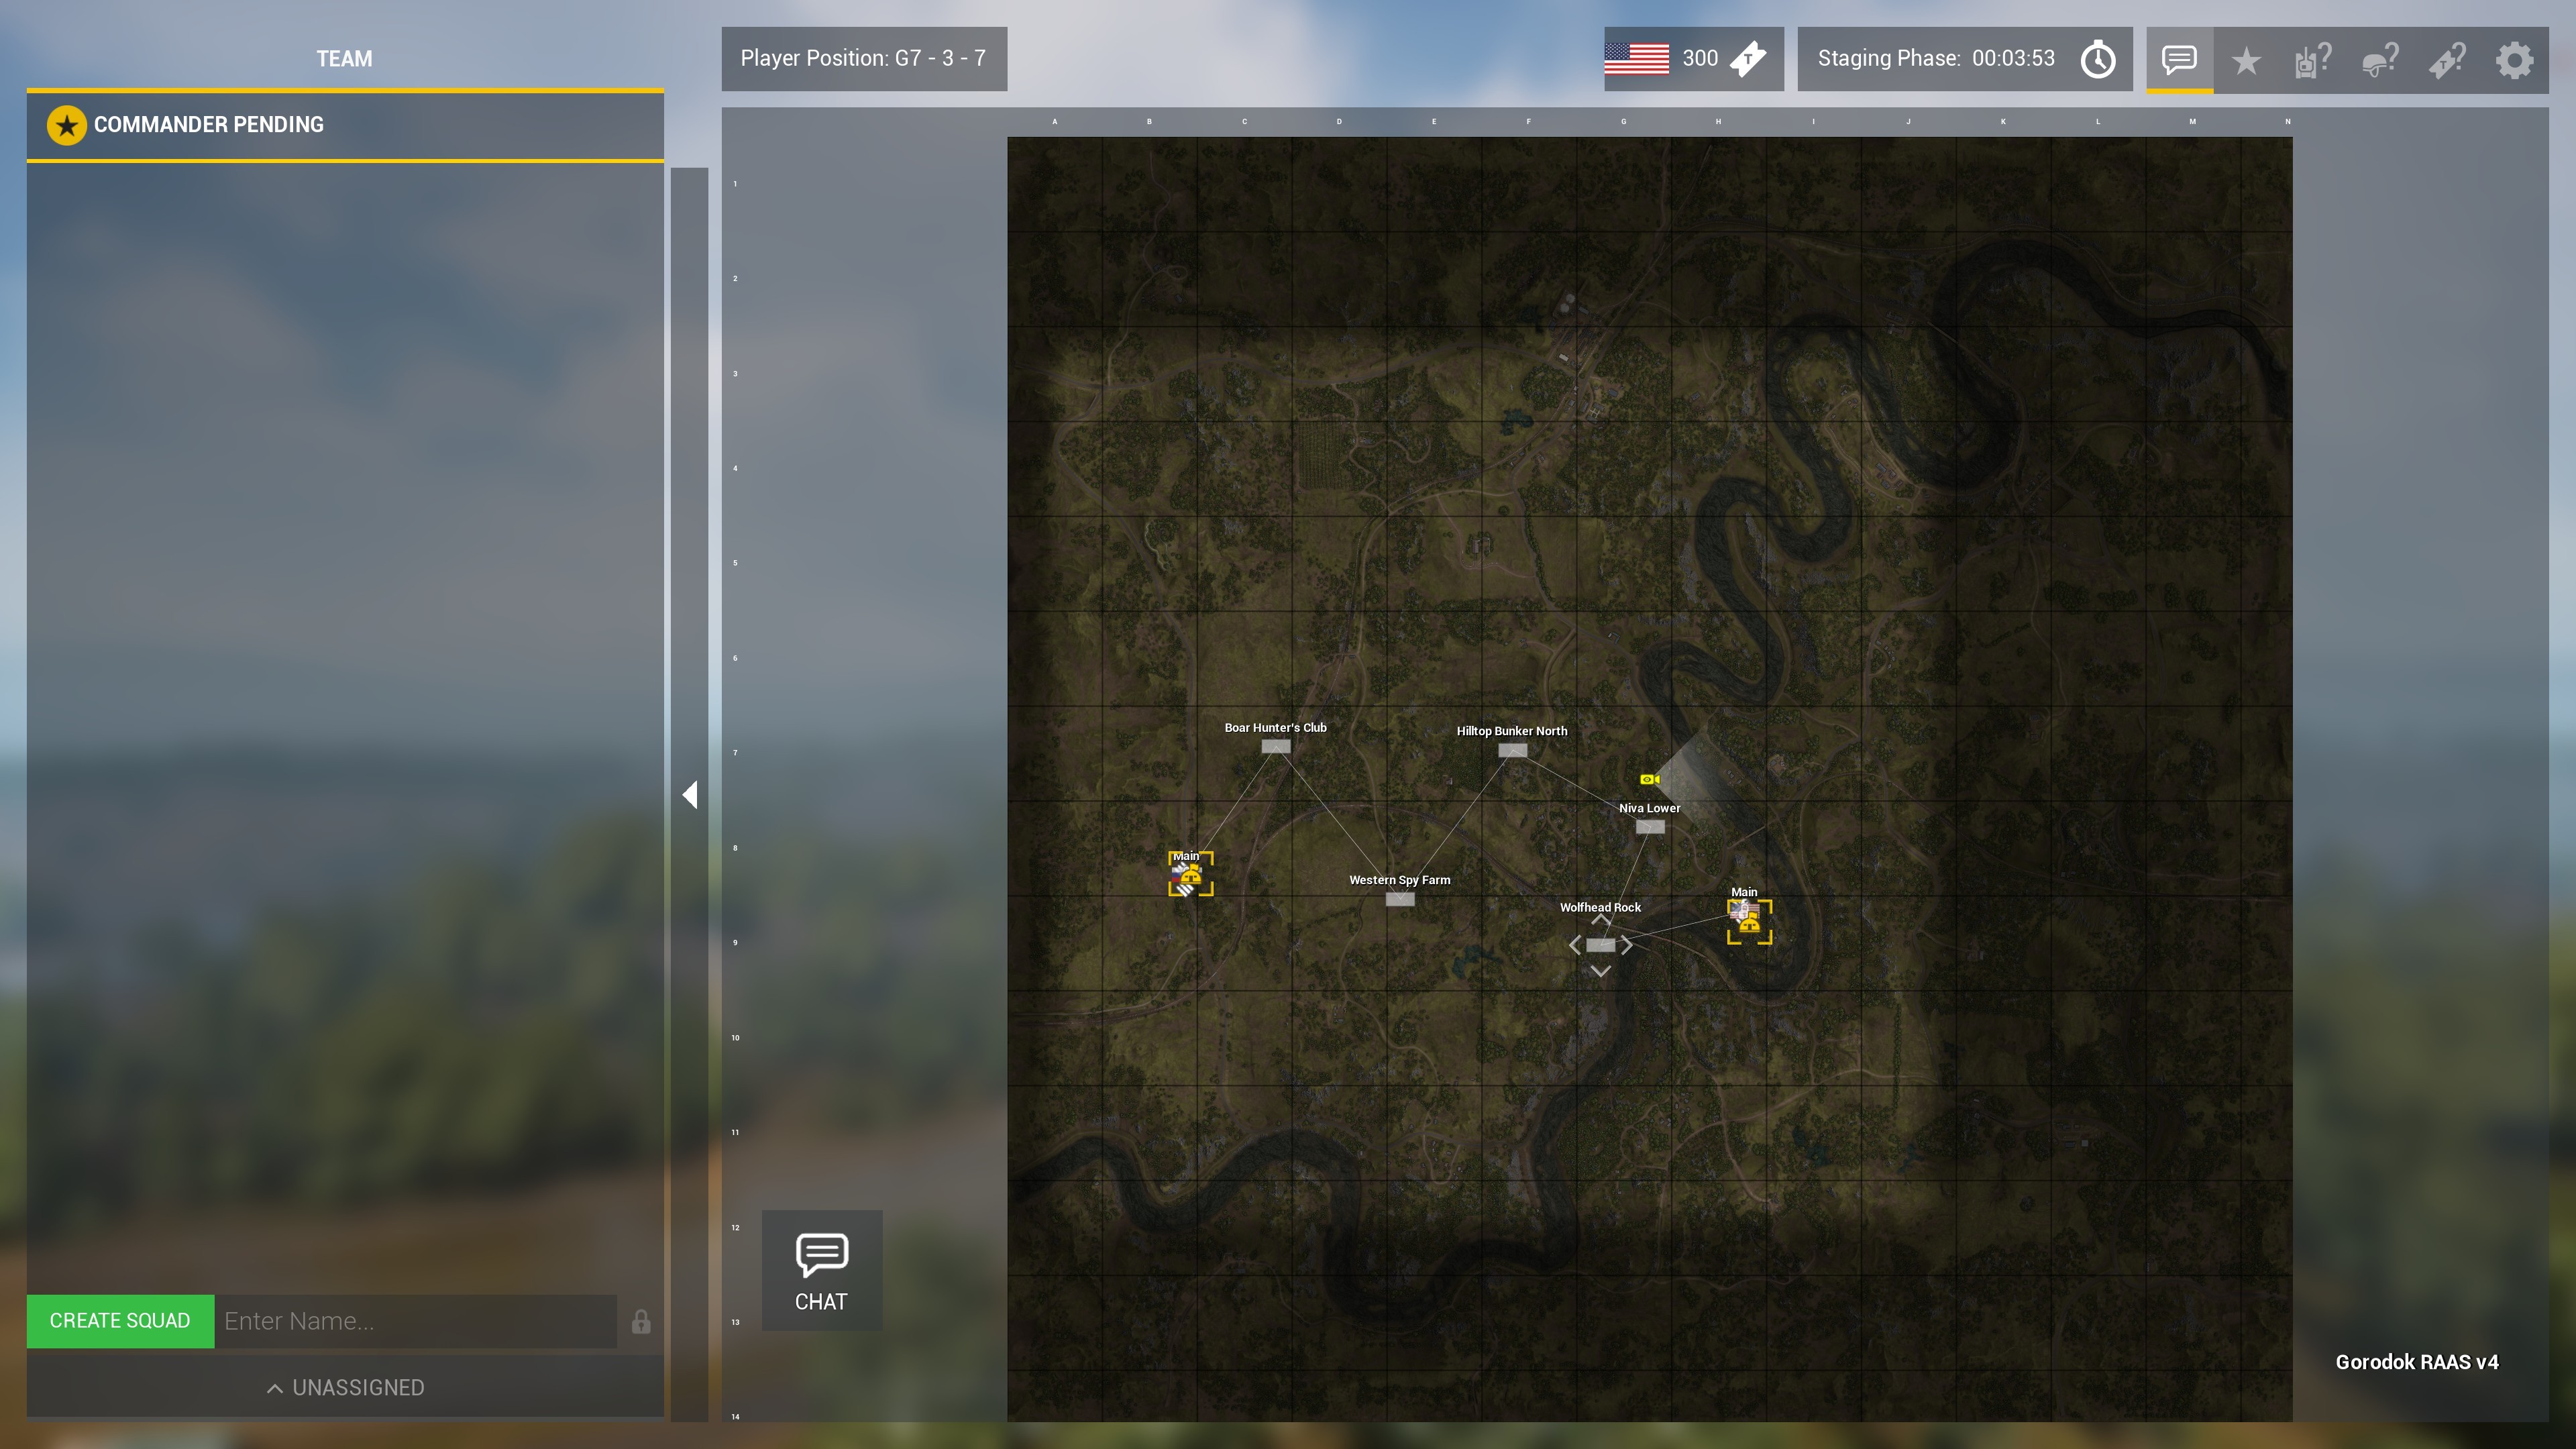 TEAM
COMMANDER PENDING
Player Position: G7 - 3 - 7
300
T
Staging Phase: 00:03:53
?
?
T ?
A B C D E F G H I J K L M N
1
2
3
4
5
6
7
8
9
10
11
12
13
14
Boar Hunter's Club
Hilltop Bunker North
Niva Lower
Main
Western Spy Farm
Main
Wolfhead Rock
CHAT
CREATE SQUAD
Enter Name...
UNASSIGNED
Gorodok RAAS v4